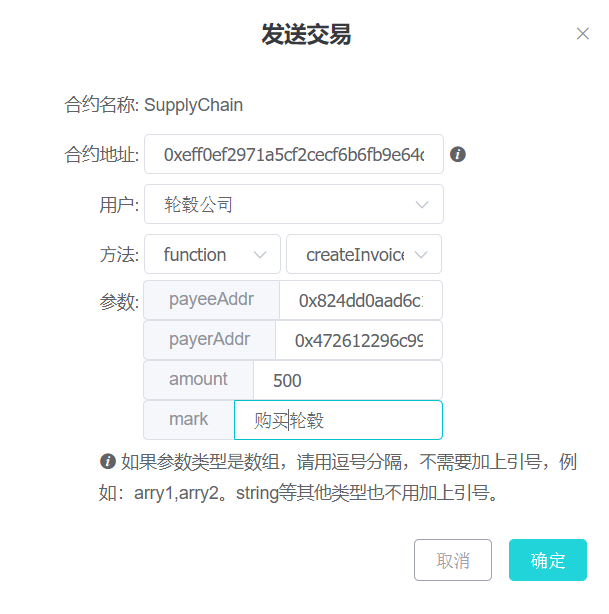 发送交易
合约名称: SupplyChain
合约地址: 0xeff0ef2971a5cf2cecf6b6fb9e64c
用户: 轮毂公司
方法: function createInvoice
参数: payeeAddr 0x824dd0aad6c
payerAddr 0x472612296c99
amount 500
mark 购买轮毂
如果参数类型是数组，请用逗号分隔，不需要加上引号，例
如：arry1,arry2。string等其他类型也不用加上引号。
取消 确定